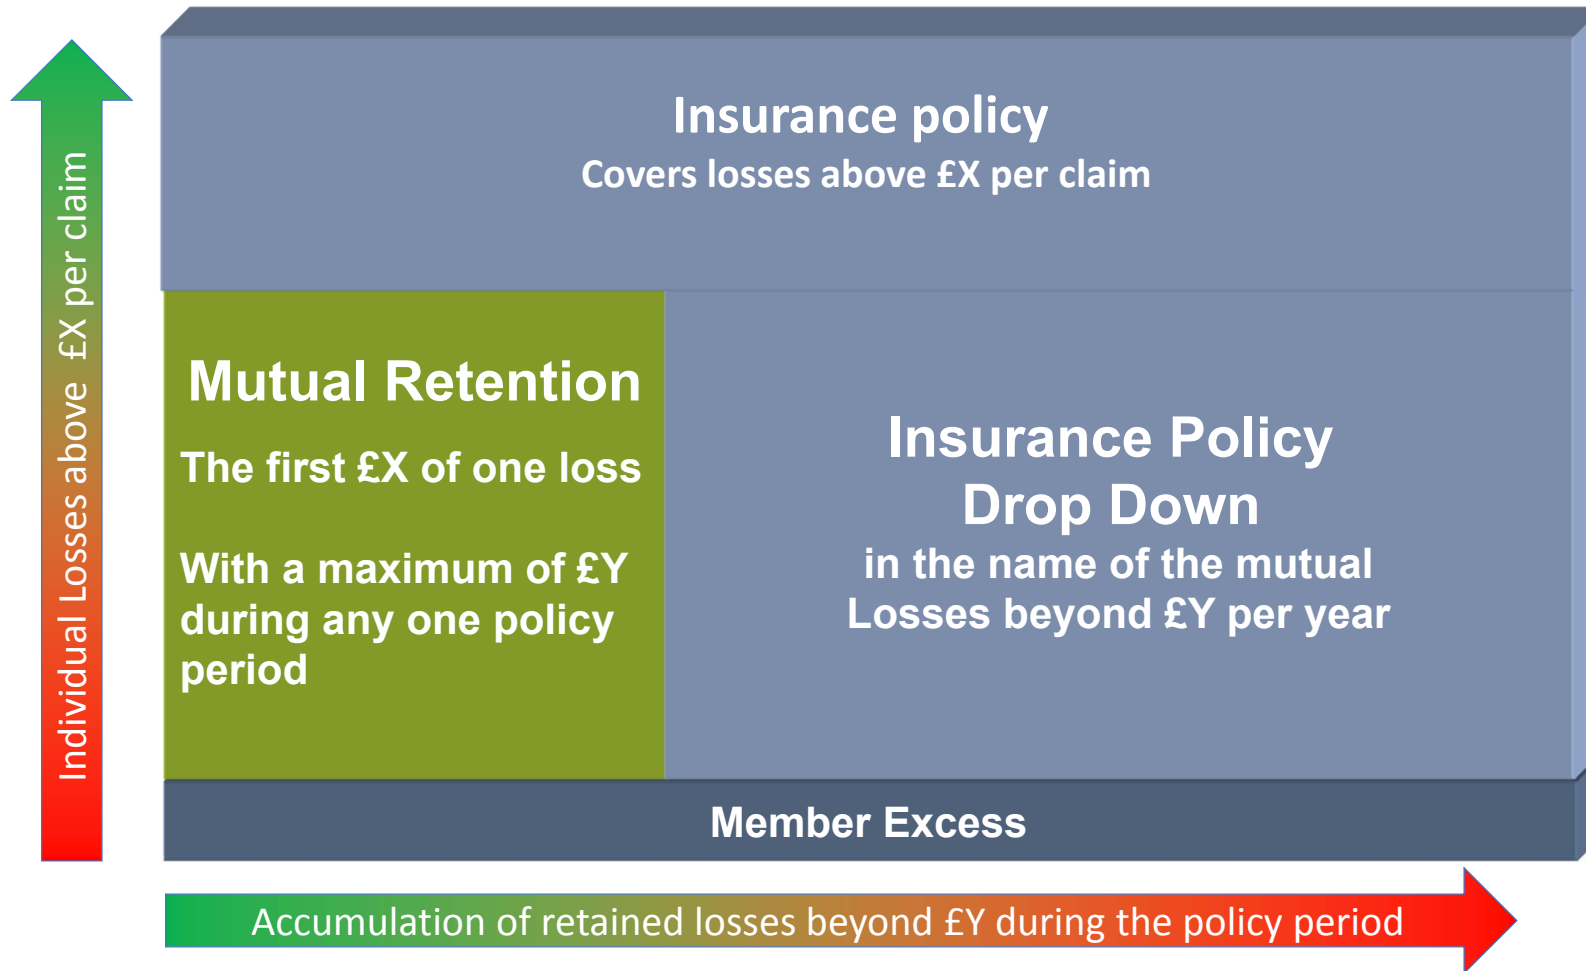 Insurance policy
Covers losses above £X per claim
Individual Losses above £X per claim
Mutual Retention
The first £X of one loss
With a maximum of £Y
during any one policy
period
Insurance Policy
Drop Down
in the name of the mutual
Losses beyond £Y per year
Member Excess
Accumulation of retained losses beyond £Y during the policy period